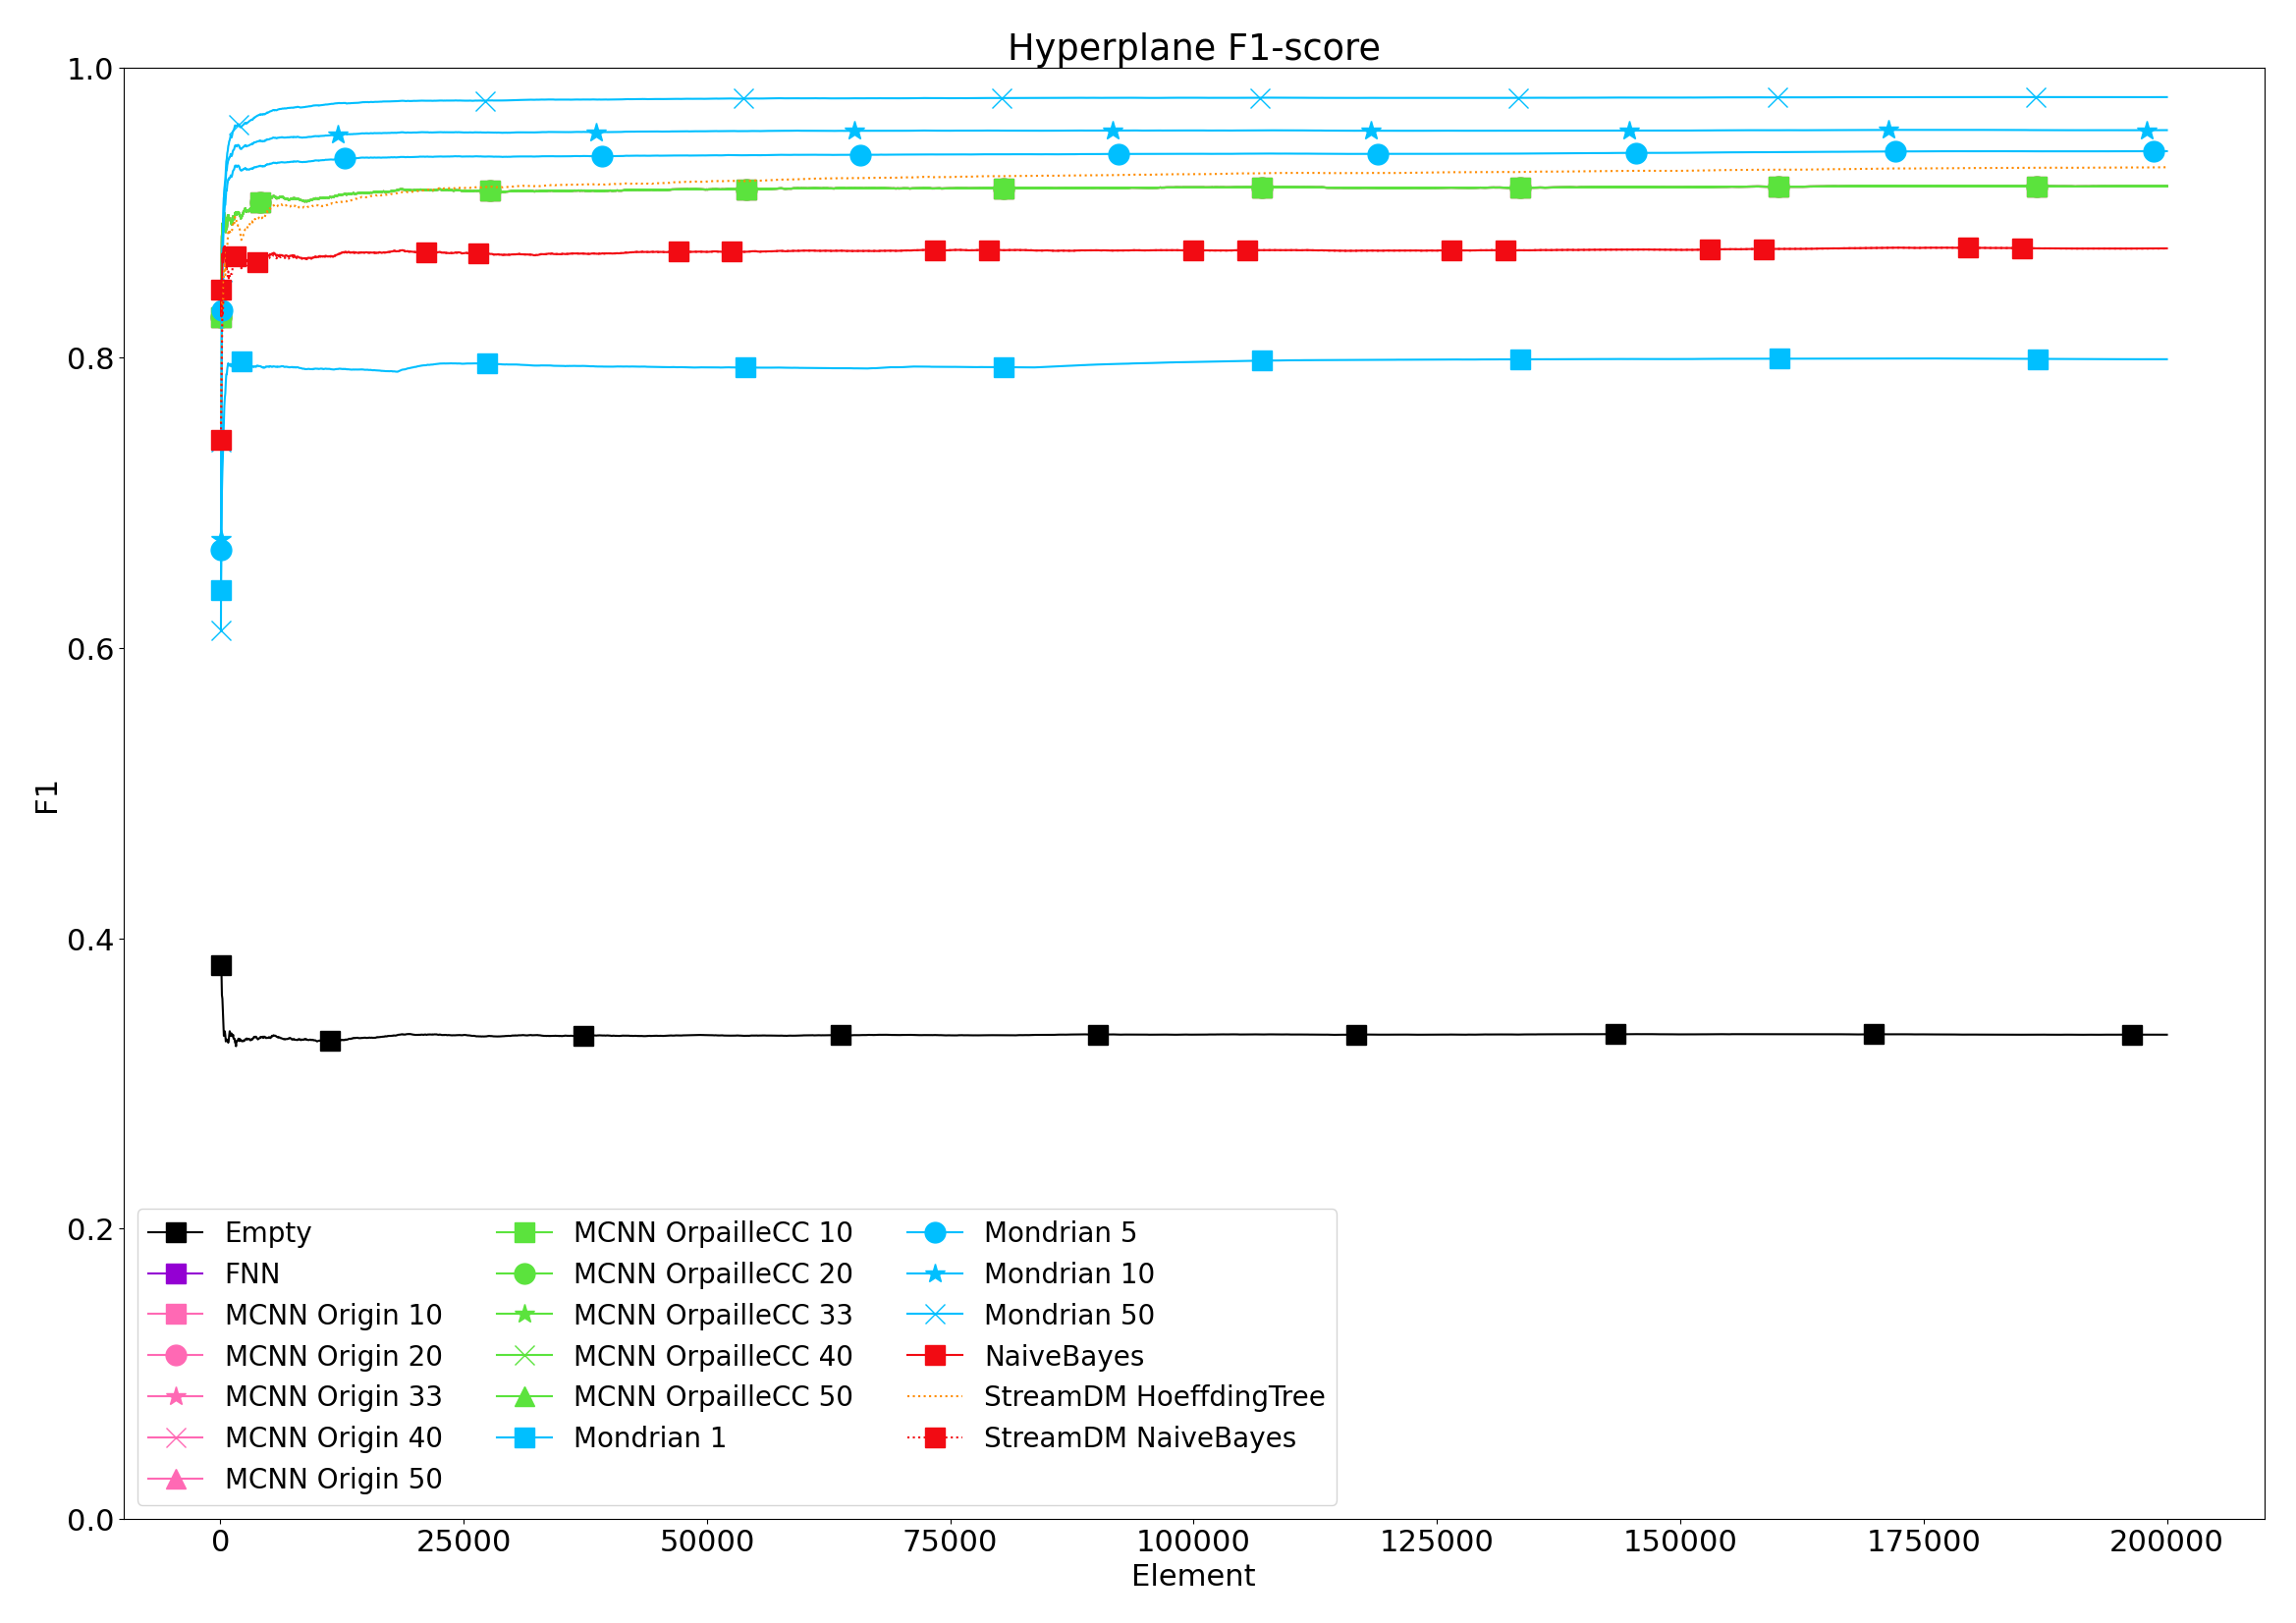 Hyperplane F1-score
1.0
0.8
0.6
0.4
0.2
0.0
F1
Empty
FNN
MCNN Origin 10
MCNN Origin 20
MCNN Origin 33
MCNN Origin 40
MCNN Origin 50
MCNN OrpailleCC 10
MCNN OrpailleCC 20
MCNN OrpailleCC 33
MCNN OrpailleCC 40
MCNN OrpailleCC 50
Mondrian 1
Mondrian 5
Mondrian 10
Mondrian 50
NaiveBayes
StreamDM HoeffdingTree
StreamDM NaiveBayes
0 25000 50000 75000 100000 125000 150000 175000 200000
Element